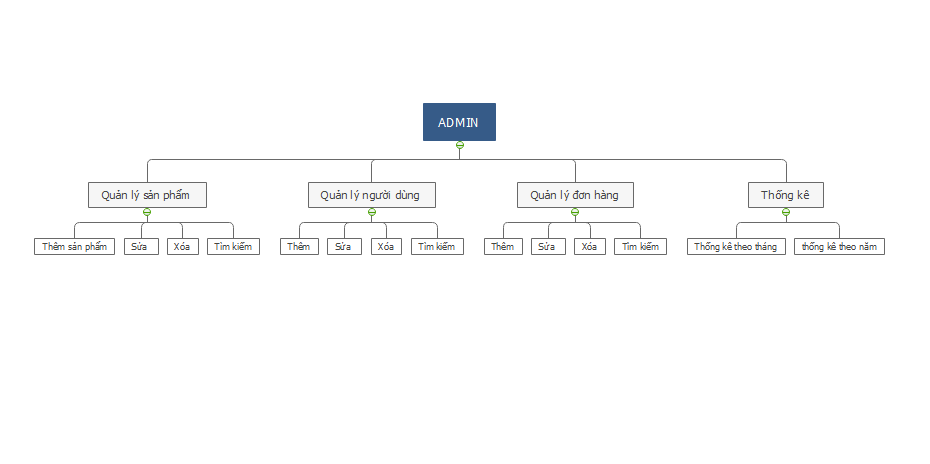 ADMIN
Quản lý sản phẩm
Quản lý người dùng
Quản lý đơn hàng
Thống kê
Thêm sản phẩm
Sửa
Xóa
Tìm kiếm
Thêm
Sửa
Xóa
Tìm kiếm
Thêm
Sửa
Xóa
Tìm kiếm
Thống kê theo tháng
thống kê theo năm